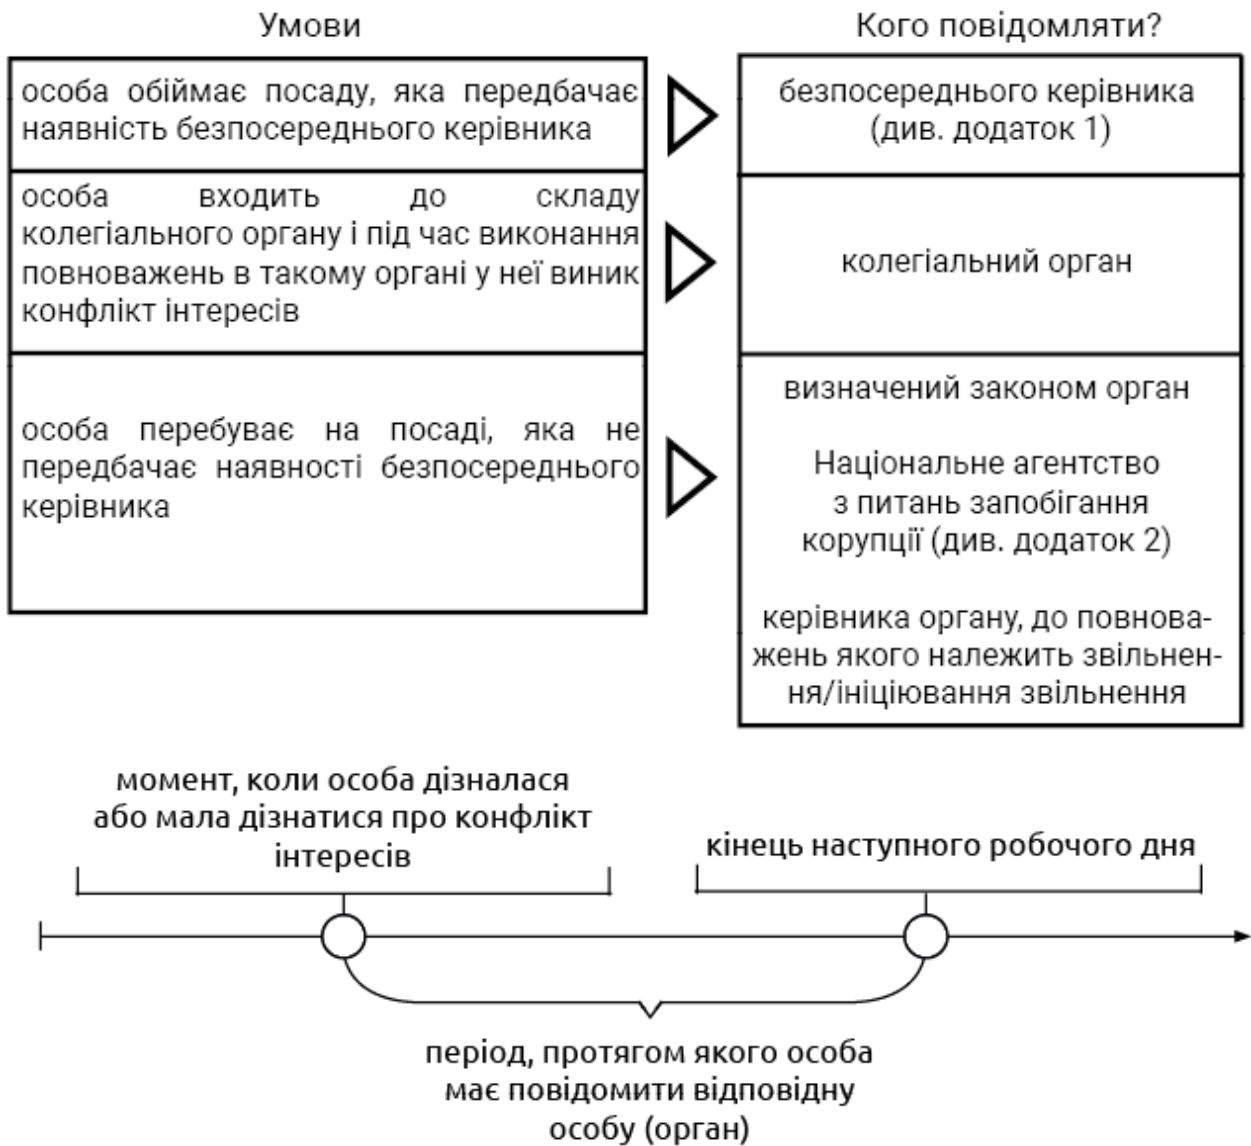 Умови
Кого повідомляти?
особа обіймає посаду, яка передбачає
наявність безпосереднього керівника
безпосереднього керівника
(див. додаток 1)
особа входить до складу
колегіального органу і під час виконання
повноважень в такому органі у неї виник
конфлікт інтересів
колегіальний орган
особа перебуває на посаді, яка не
передбачає наявності безпосереднього
керівника
визначений законом орган
Національне агентство
з питань запобігання
корупції (див. додаток 2)
керівника органу, до повнова-
жень якого належить звільнен-
ня/ініціювання звільнення
момент, коли особа дізналася
або мала дізнатися про конфлікт
інтересів
кінець наступного робочого дня
період, протягом якого особа
має повідомити відповідну
особу (орган)